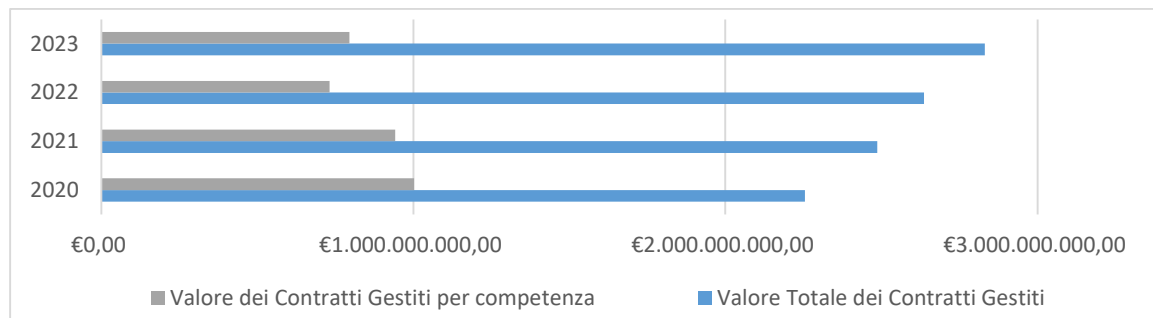 2023
2022
2021
2020
€0,00 €1.000.000.000,00 €2.000.000.000,00 €3.000.000.000,00
Valore dei Contratti Gestiti per competenza Valore Totale dei Contratti Gestiti